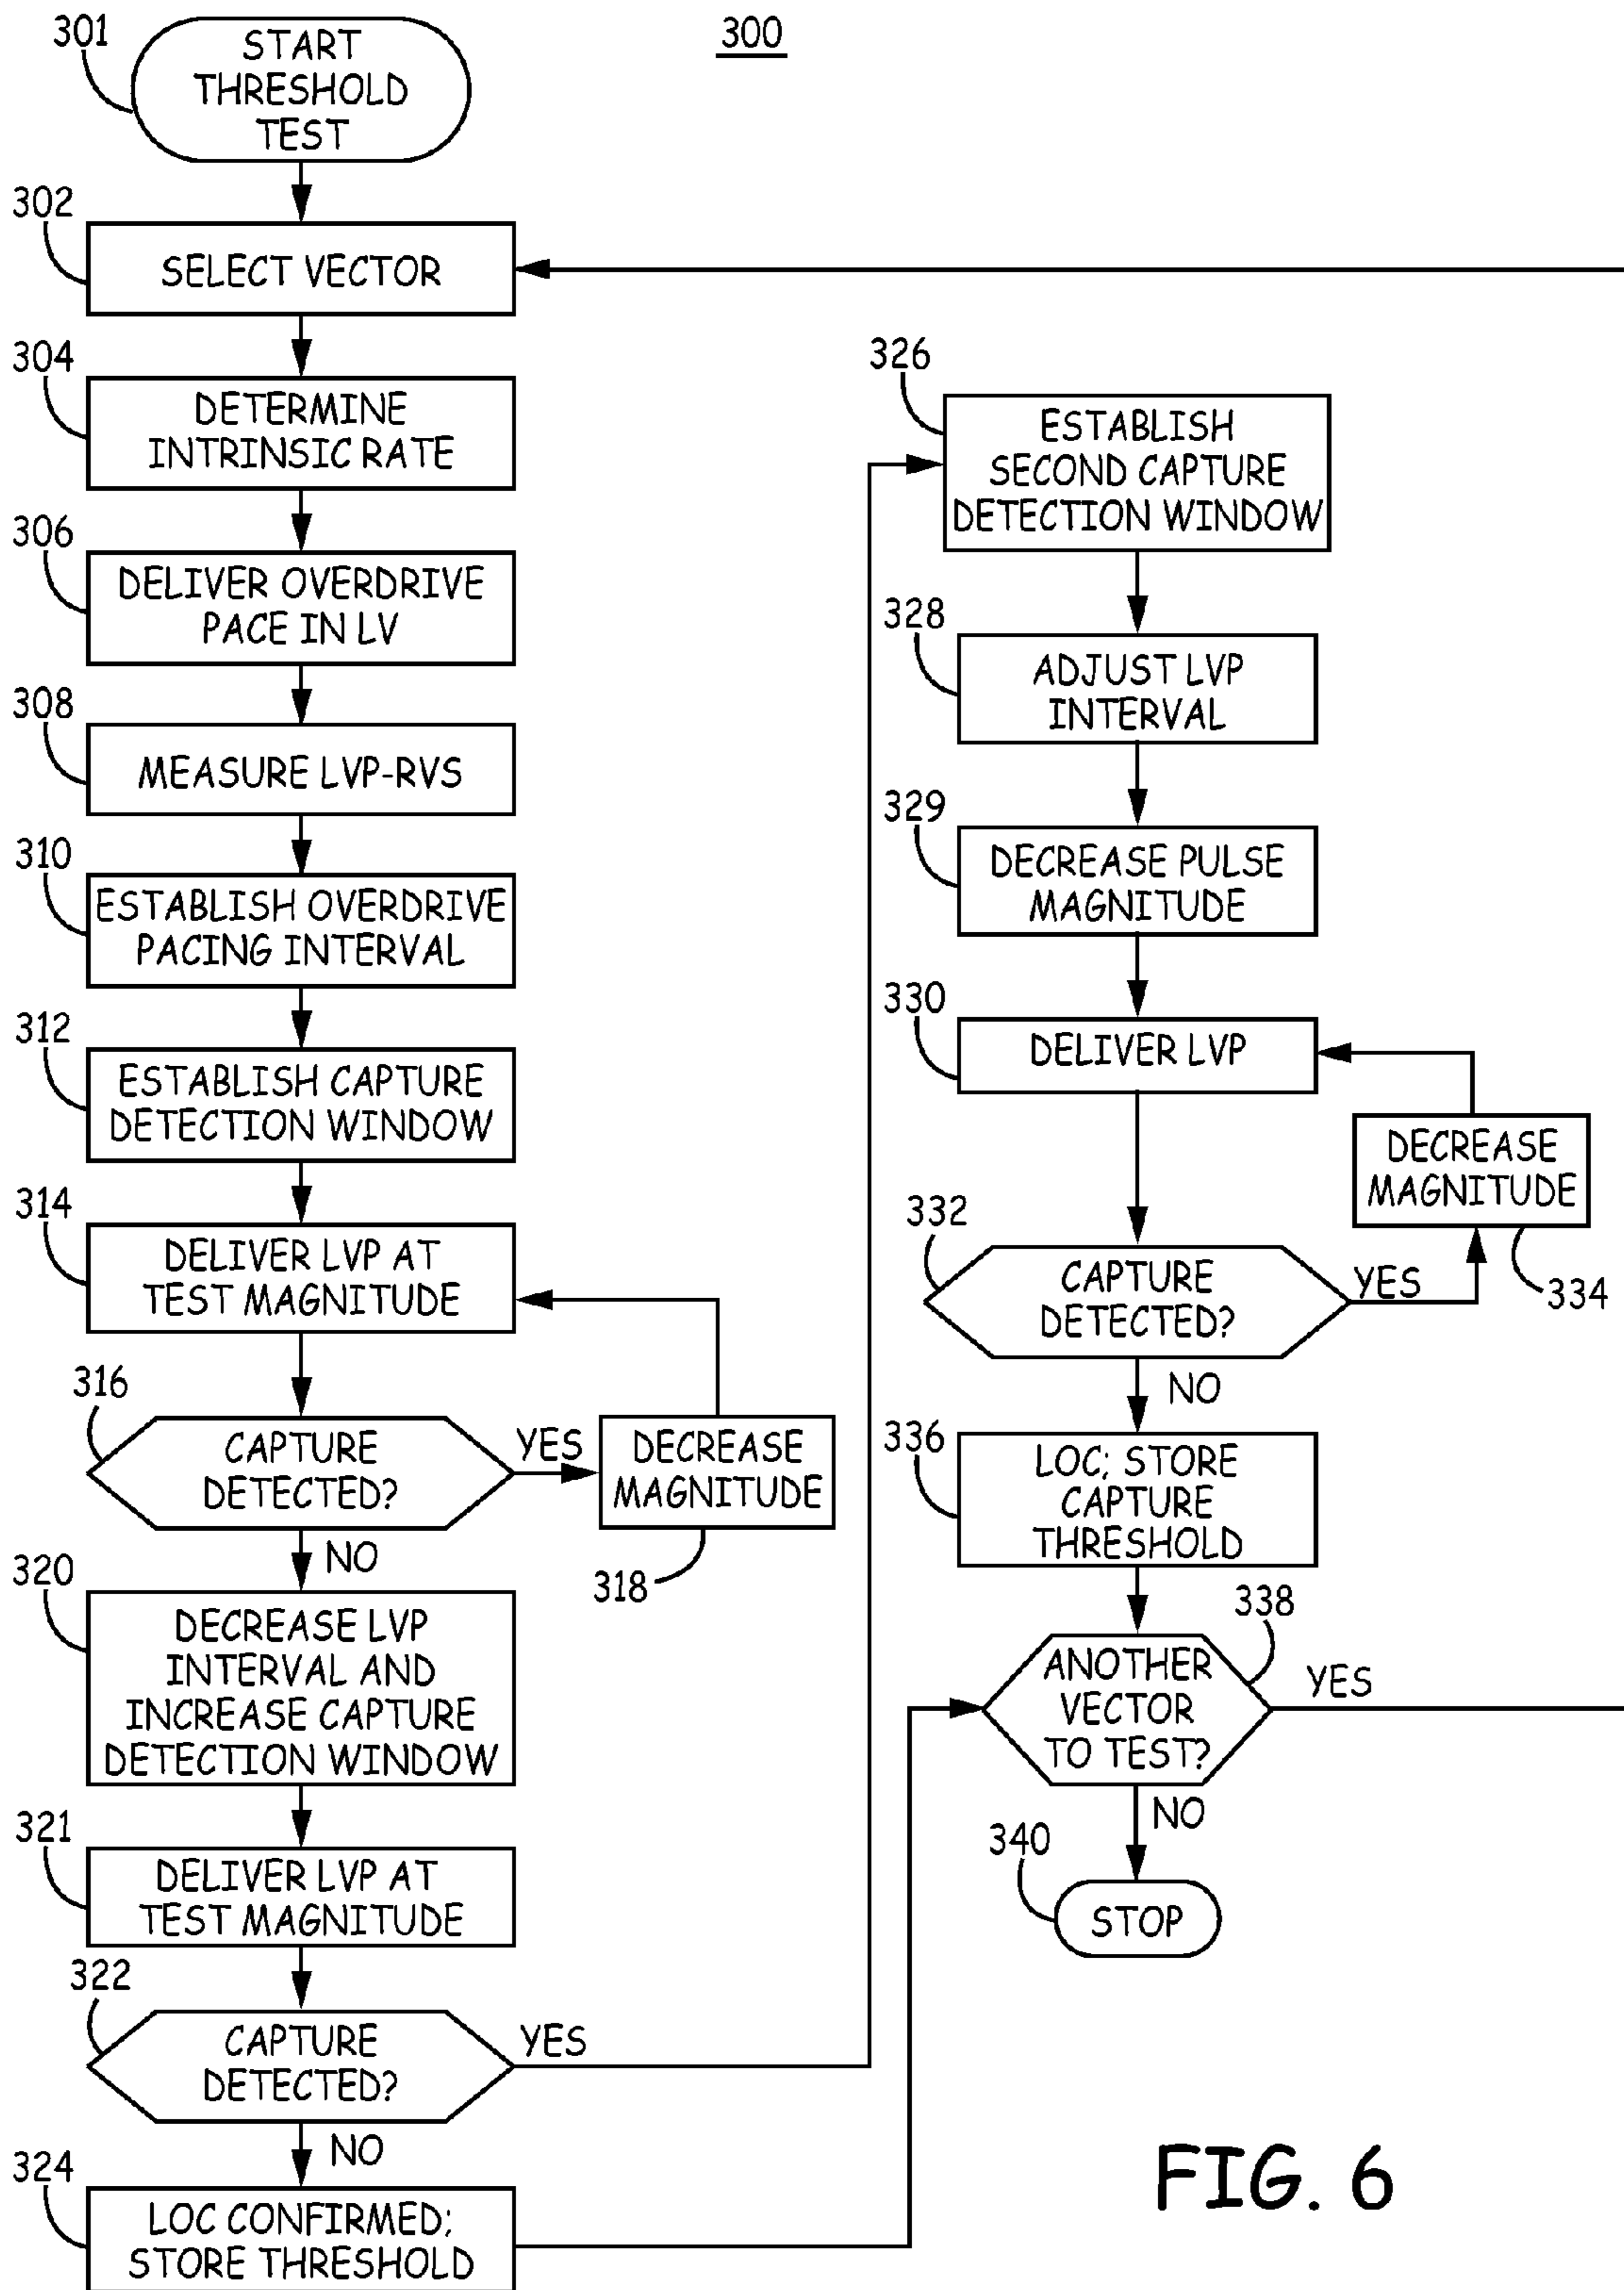 300
301
START
THRESHOLD
TEST
302
SELECT VECTOR
304
DETERMINE
INTRINSIC RATE
306
DELIVER OVERDRIVE
PACE IN LV
308
MEASURE LVP-RVS
310
ESTABLISH OVERDRIVE
PACING INTERVAL
312
ESTABLISH CAPTURE
DETECTION WINDOW
314
DELIVER LVP AT
TEST MAGNITUDE
316
CAPTURE
DETECTED?
YES
DECREASE
MAGNITUDE
318
NO
320
DECREASE LVP
INTERVAL AND
INCREASE CAPTURE
DETECTION WINDOW
321
DELIVER LVP AT
TEST MAGNITUDE
322
CAPTURE
DETECTED?
YES
NO
324
LOC CONFIRMED;
STORE THRESHOLD
326
ESTABLISH
SECOND CAPTURE
DETECTION WINDOW
328
ADJUST LVP
INTERVAL
329
DECREASE PULSE
MAGNITUDE
330
DELIVER LVP
DECREASE
MAGNITUDE
334
332
CAPTURE
DETECTED?
YES
NO
336
LOC; STORE
CAPTURE
THRESHOLD
338
ANOTHER
VECTOR
TO TEST?
YES
NO
340
STOP
FIG. 6